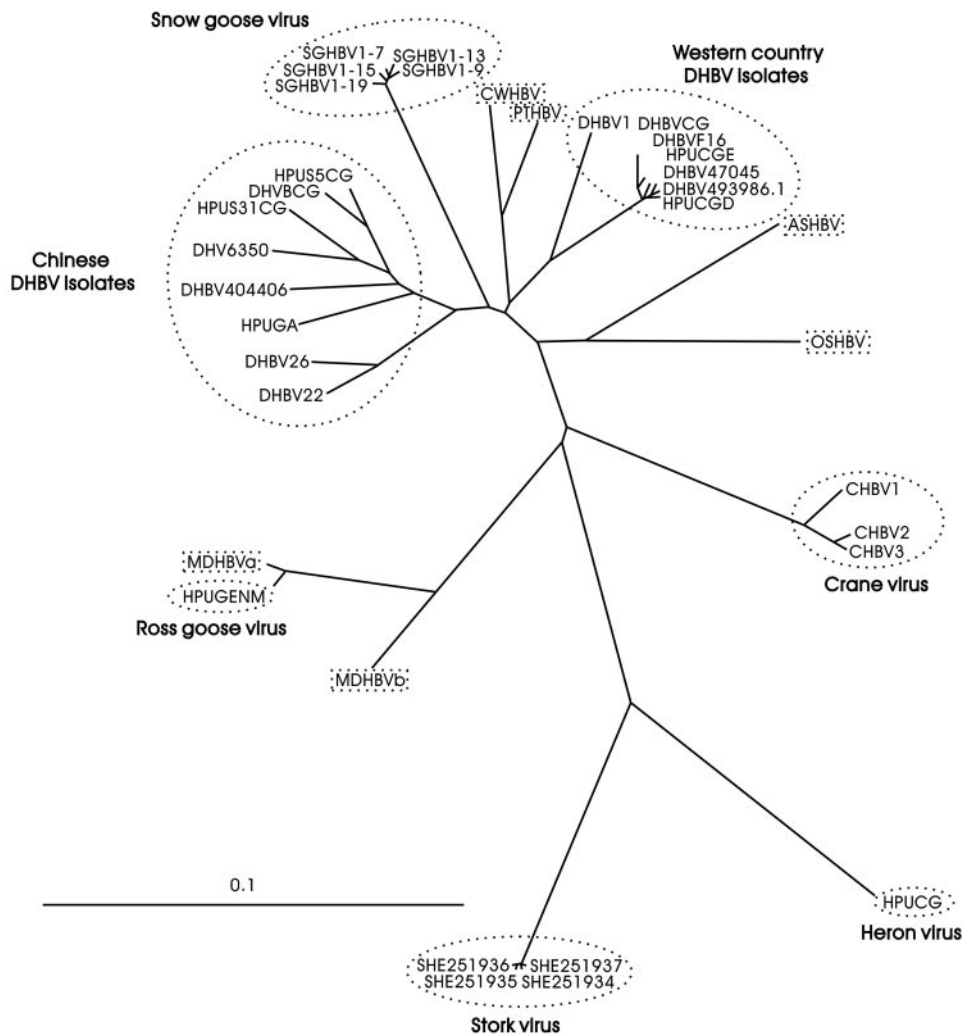 Snow goose virus
SGHBV1-7
SGHBV1-13
SGHBV1-15
SGHBV1-9
SGHBV1-19
CWHBV
PTHBV
Western country
DHBV isolates
DHBV1
DHBVCG
DHBVF16
HPUCGE
DHBV47045
DHBV493986.1
HPUCGD
ASHBV
OSHBV
Chinese
DHBV isolates
HPUS5CG
DHVBCG
HPUS31CG
DHV6350
DHBV404406
HPUGA
DHBV26
DHBV22
CHBV1
CHBV2
CHBV3
Crane virus
MDHBVa
HPUGENM
Ross goose virus
MDHBVb
0.1
HPUCG
Heron virus
SHE251936
SHE251937
SHE251935
SHE251934
Stork virus